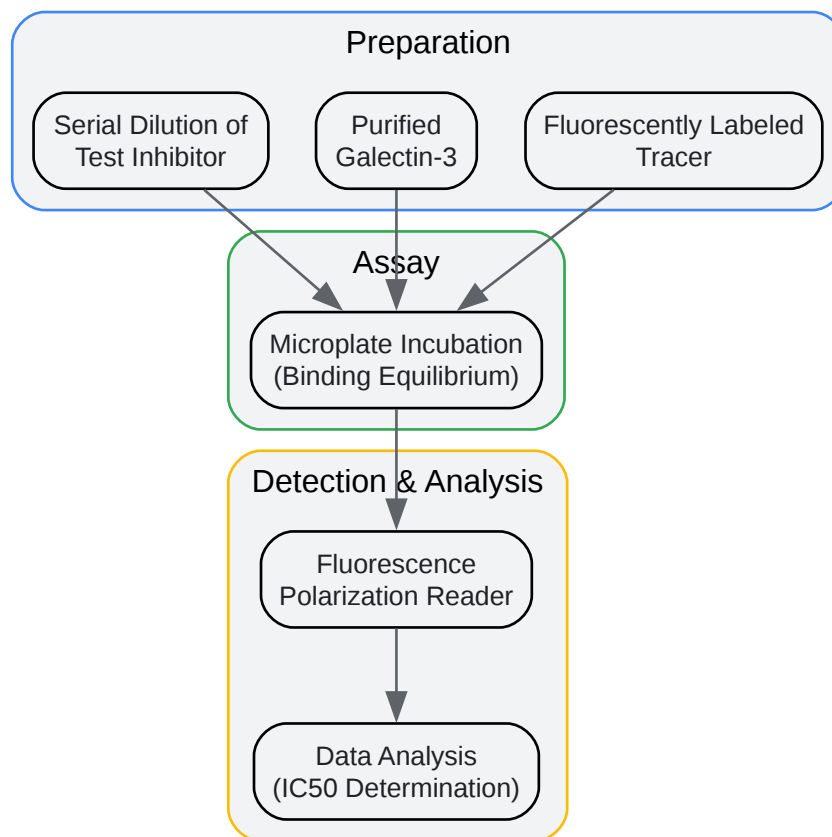 Preparation
Serial Dilution of
Test Inhibitor
Purified
Galectin-3
Fluorescently Labeled
Tracer
Assay
Microplate Incubation
(Binding Equilibrium)
Detection & Analysis
Fluorescence
Polarization Reader
Data Analysis
(IC50 Determination)